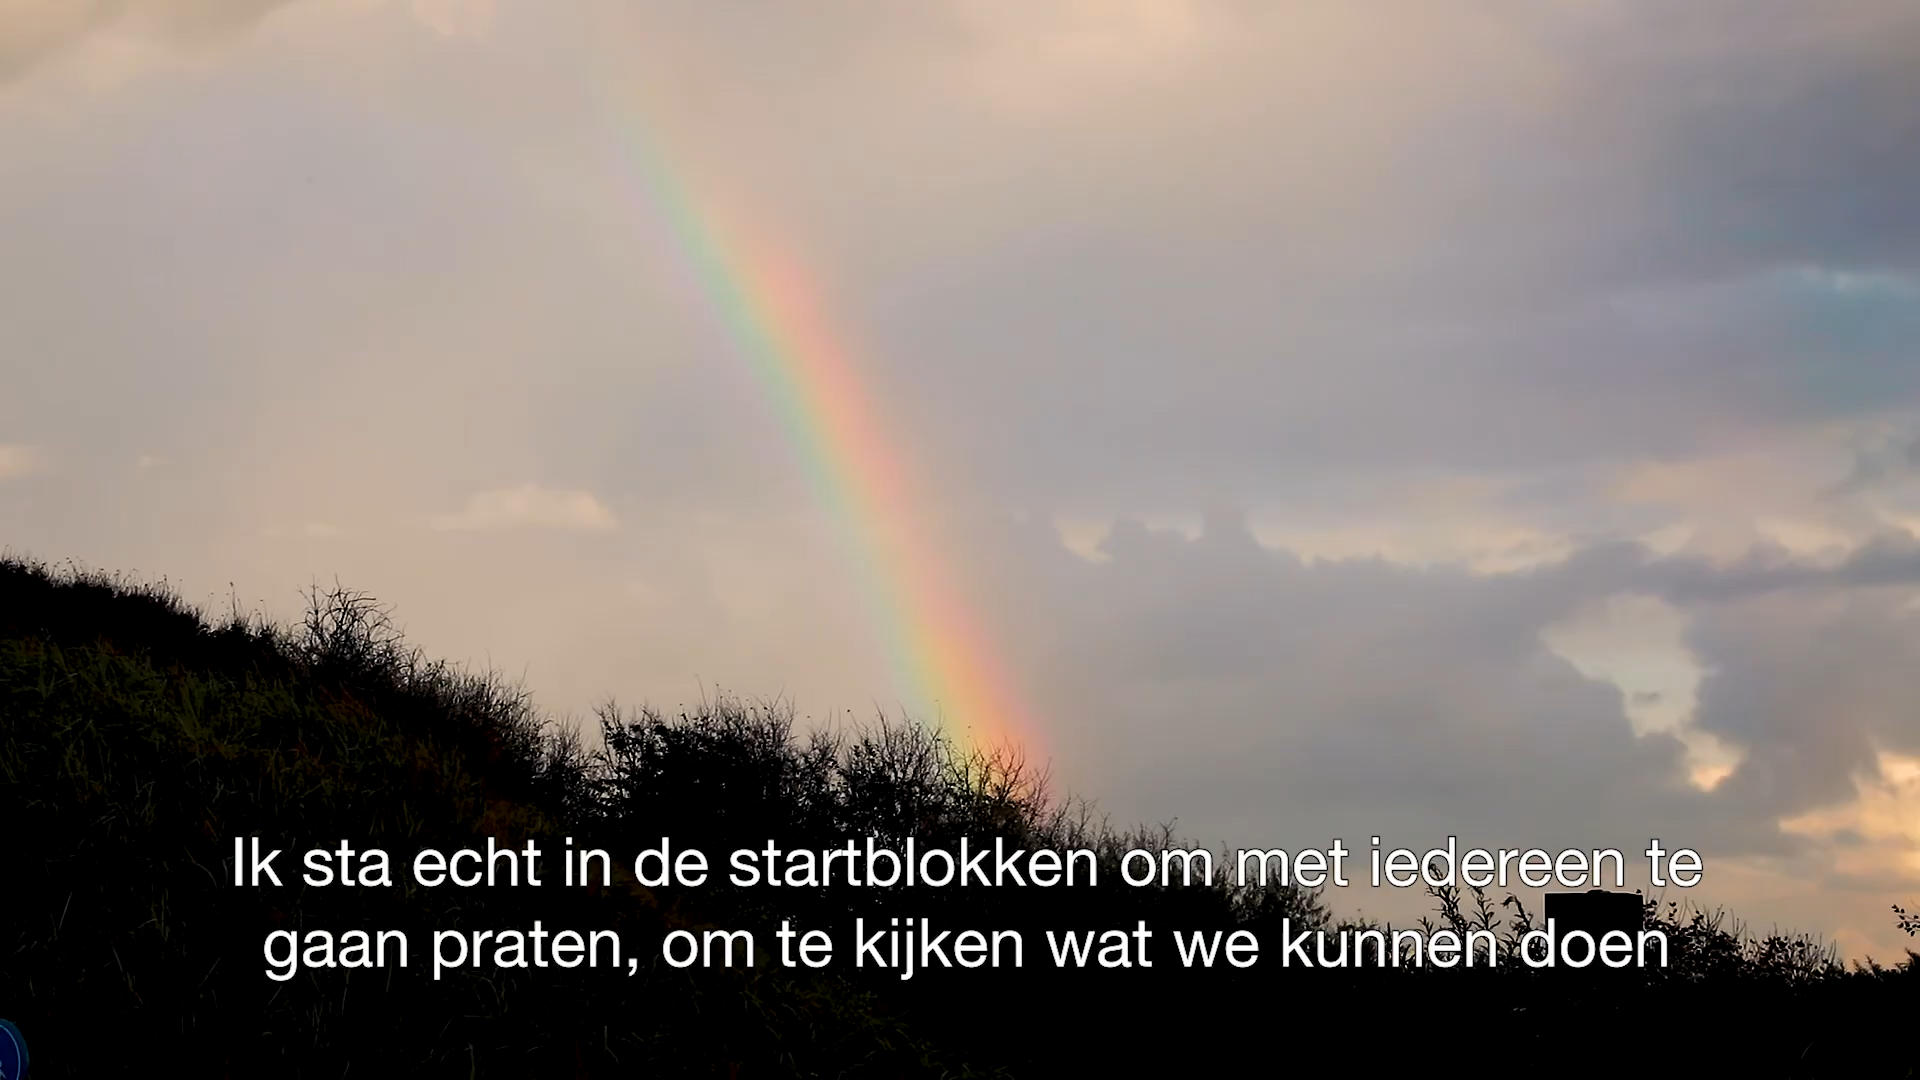 Ik sta echt in de startblokken om met iedereen te
gaan praten, om te kijken wat we kunnen doen